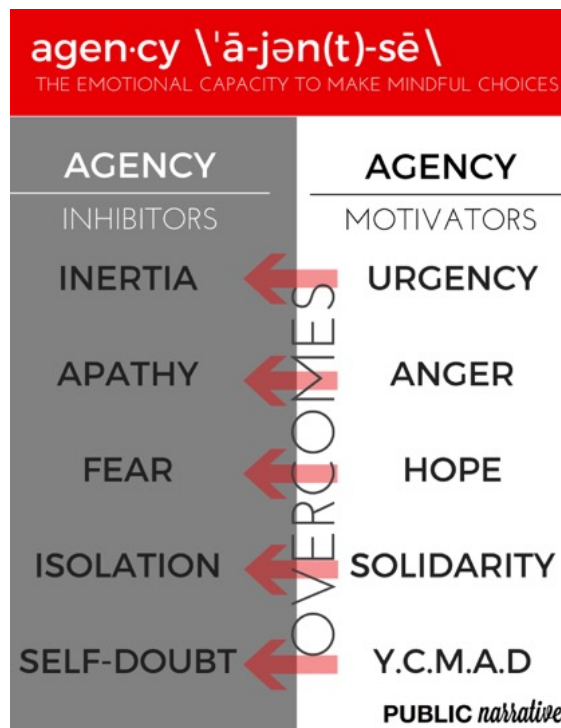 agen·cy \ˈā-jən(t)-sē\
THE EMOTIONAL CAPACITY TO MAKE MINDFUL CHOICES
AGENCY
INHIBITORS
INERTIA
APATHY
FEAR
ISOLATION
SELF-DOUBT
OVERCOMES
AGENCY
MOTIVATORS
URGENCY
ANGER
HOPE
SOLIDARITY
Y.C.M.A.D
PUBLIC narrative